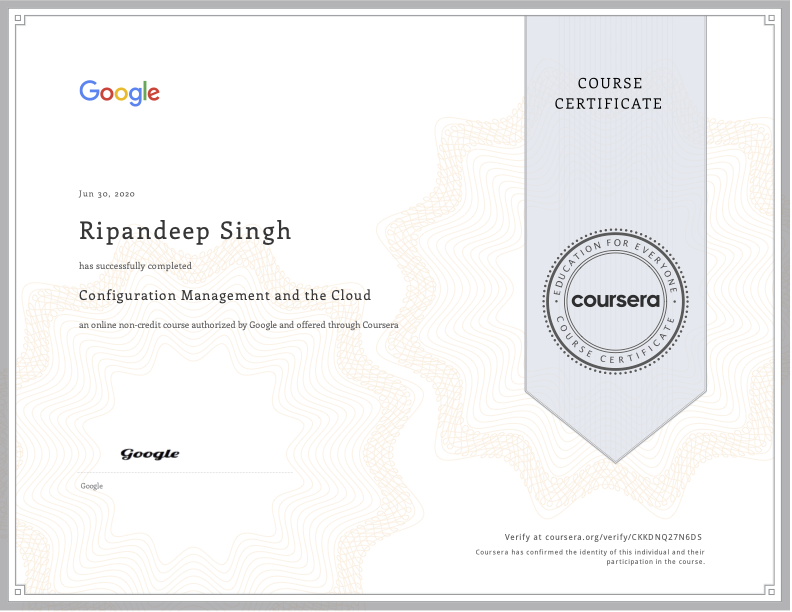 Google
COURSE
CERTIFICATE
Jun 30, 2020
Ripandeep Singh
has successfully completed
Configuration Management and the Cloud
an online non-credit course authorized by Google and offered through Coursera
EDUCATION FOR EVERYONE
coursera
COURSE CERTIFICATE
Google
Google
Verify at coursera.org/verify/CKKDNQ27N6DS
Coursera has confirmed the identity of this individual and their
participation in the course.